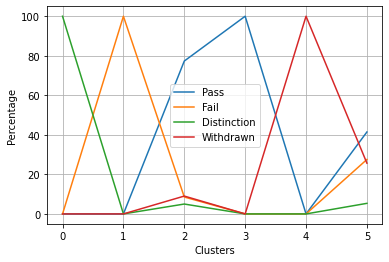 100
80
60
40
20
0
Percentage
Pass
Fail
Distinction
Withdrawn
0 1 2 3 4 5
Clusters